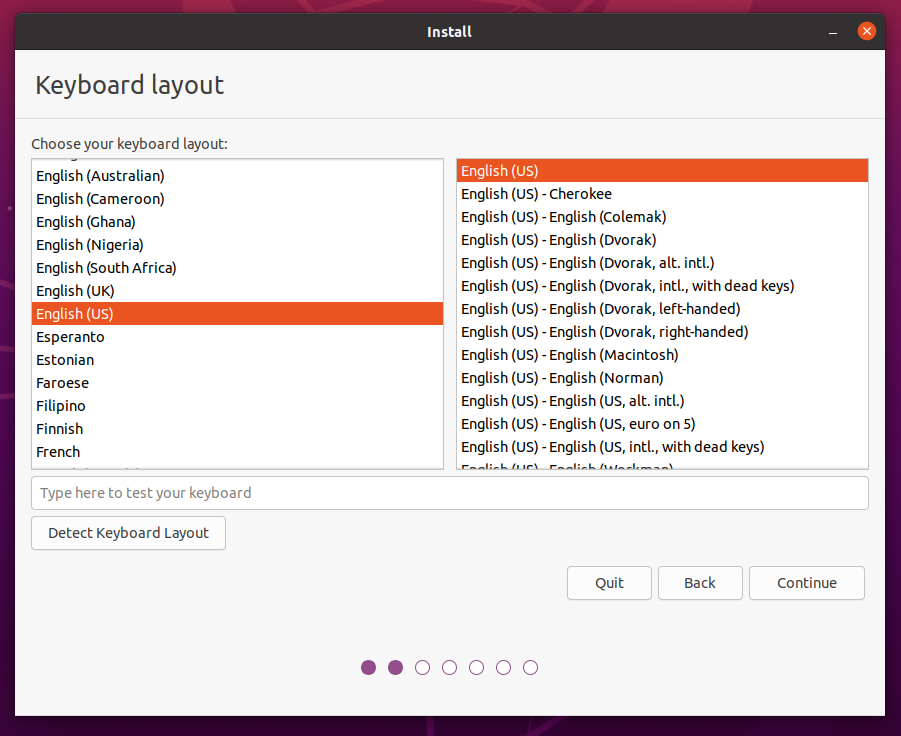 Install
Keyboard layout
Choose your keyboard layout:
English (Australian)
English (Cameroon)
English (Ghana)
English (Nigeria)
English (South Africa)
English (UK)
English (US)
Esperanto
Estonian
Faroese
Filipino
Finnish
French
English (US)
English (US) - Cherokee
English (US) - English (Colemak)
English (US) - English (Dvorak)
English (US) - English (Dvorak, alt. intl.)
English (US) - English (Dvorak, intl., with dead keys)
English (US) - English (Dvorak, left-handed)
English (US) - English (Dvorak, right-handed)
English (US) - English (Macintosh)
English (US) - English (Norman)
English (US) - English (US, alt. intl.)
English (US) - English (US, euro on 5)
English (US) - English (US, intl., with dead keys)
English (US) - English (Workman)
Type here to test your keyboard
Detect Keyboard Layout
Quit Back Continue